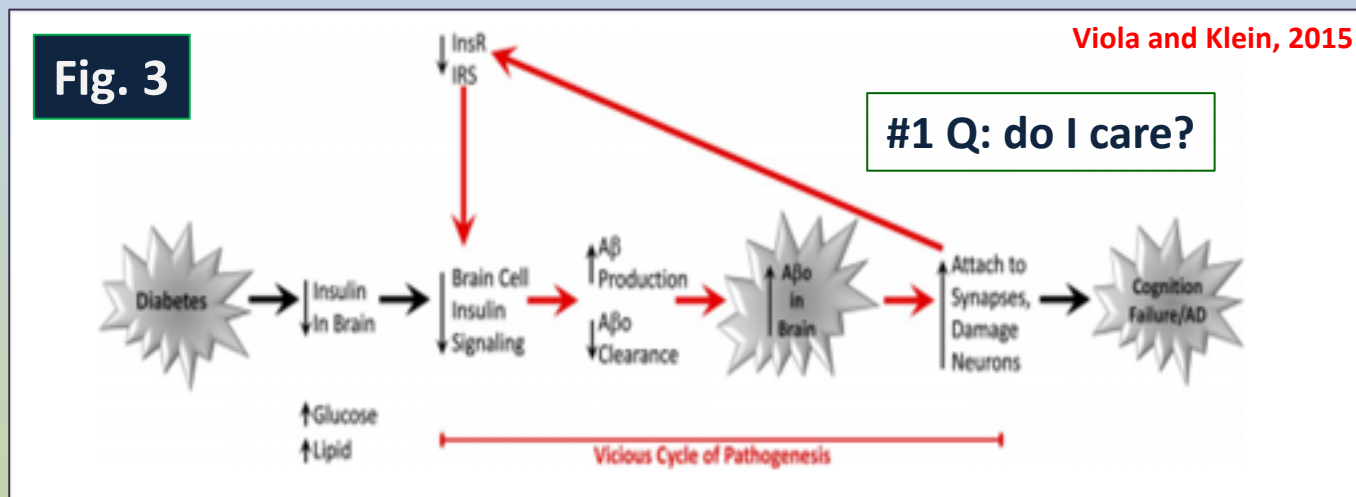 Fig. 3
Viola and Klein, 2015
#1 Q: do I care?
↓ InsR
IRS
Diabetes
↓ Insulin
In Brain
↑Glucose
↑Lipid
↓ Brain Cell
Insulin
Signaling
↑ Aβ
Production
↓ Aβo
Clearance
↑ Aβo
in
Brain
↑ Attach to
Synapses,
Damage
Neurons
Cognition
Failure/AD
Vicious Cycle of Pathogenesis